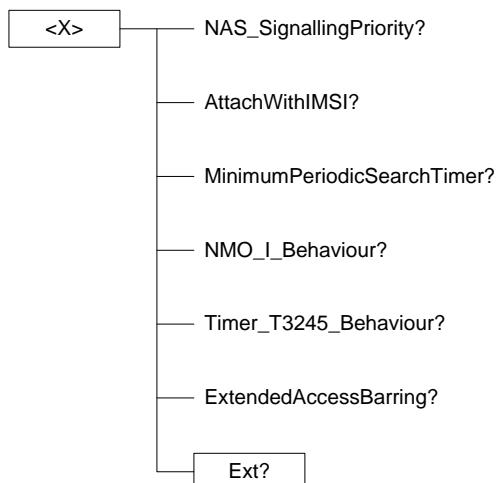 <X>
NAS_SignallingPriority?
AttachWithIMSI?
MinimumPeriodicSearchTimer?
NMO_I_Behaviour?
Timer_T3245_Behaviour?
ExtendedAccessBarring?
Ext?